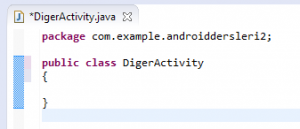 *DigerActivity.java
package com.example.androiddersleri2;
public class DigerActivity
{
}